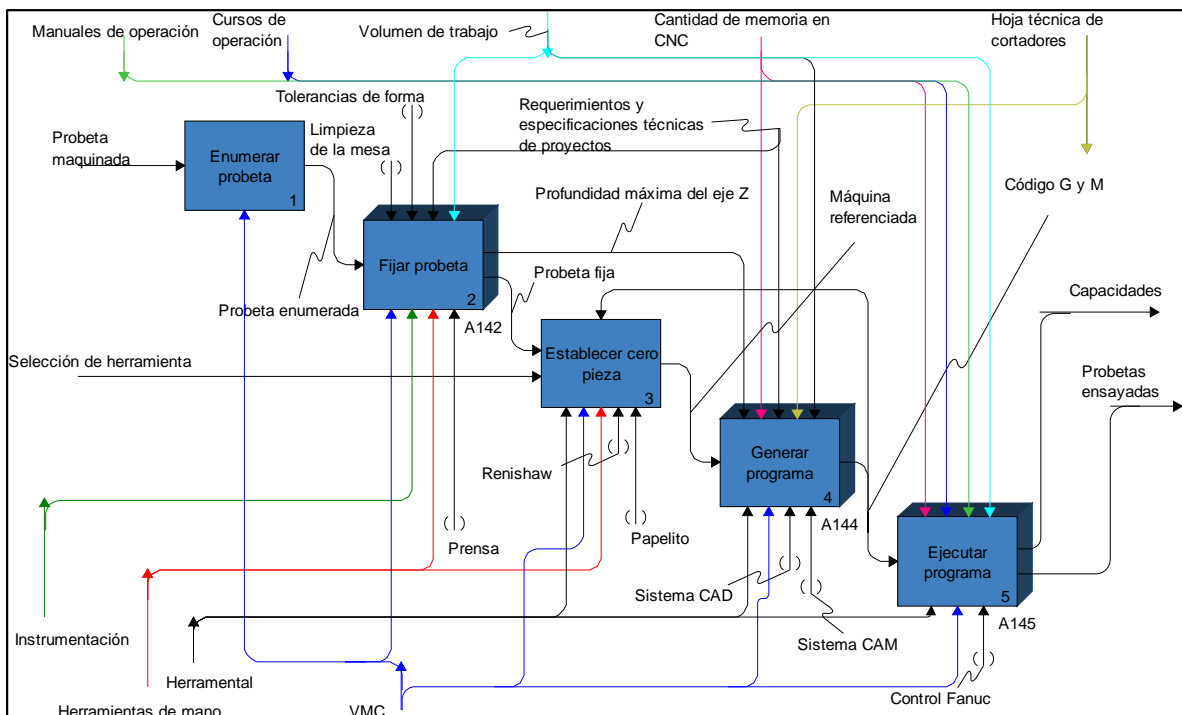 Manuales de operación
Cursos de
operación
Volumen de trabajo
Cantidad de memoria en
CNC
Hoja técnica de
cortadores
Tolerancias de forma
( )
Requerimientos y
especificaciones técnicas
de proyectos
Probeta
maquinada
Enumerar
probeta
1
Limpieza
de la mesa
( )
Código G y M
Profundidad máxima del eje Z
Máquina
referenciada
Fijar probeta
2
A142
Probeta fija
Probeta enumerada
Capacidades
Selección de herramienta
Establecer cero
pieza
3
Probetas
ensayadas
Renishaw
( )
Generar
programa
4
A144
( )
Prensa
( )
Papelito
Ejecutar
programa
5
A145
Sistema CAD
( )
( )
Sistema CAM
Instrumentación
Herramental
( )
Control Fanuc
Herramientas de mano
VMC